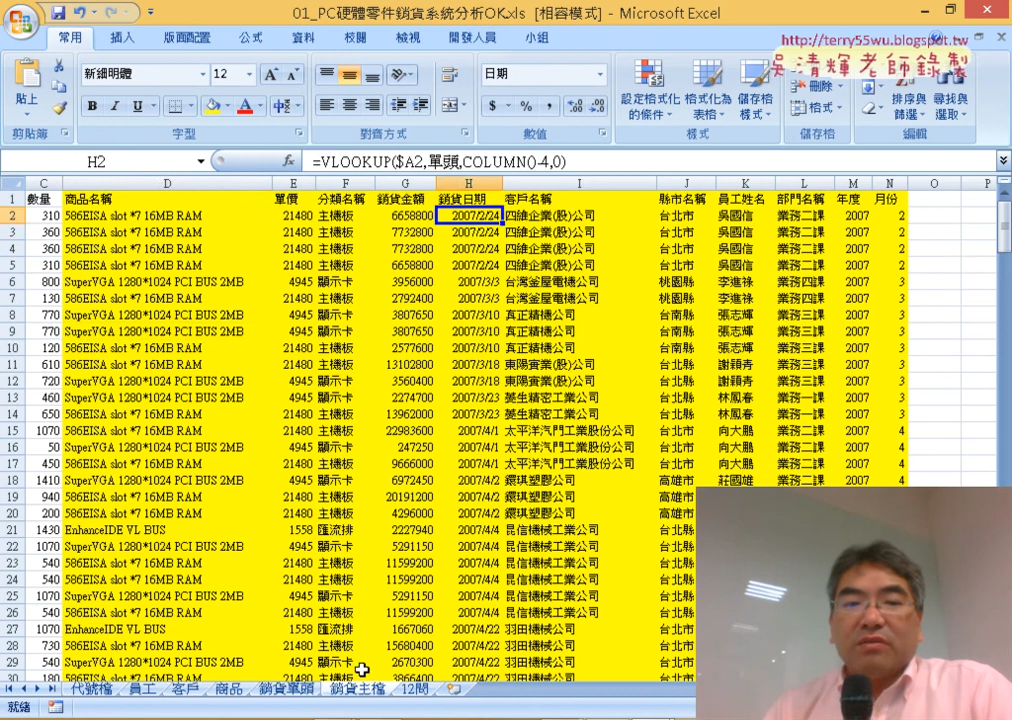 01_PC硬體零件銷貨系統分析OK.xls [相容模式] - Microsoft Excel
http://terry55wu.blogspot.tw
吳清輝老師錄製
常用 插入 版面配置 公式 資料 校閱 檢視 開發人員 小組
貼上 新細明體 12 B I U 中 日期 $ % , 設定格式化的條件 格式化為表格 儲存格樣式 刪除 格式 排序與篩選 尋找與選取
剪貼簿 字型 對齊方式 數值 樣式 儲存格 編輯
H2 fx =VLOOKUP($A2,單頭,COLUMN()-4,0)
C D E F G H I J K L M N O P
1 數量 商品名稱 單價 分類名稱 銷貨金額 銷貨日期 客戶名稱 縣市名稱 員工姓名 部門名稱 年度 月份
2 310 586EISA slot *7 16MB RAM 21480 主機板 6658800 2007/2/24 四維企業(股)公司 台北市 吳國信 業務二課 2007 2
3 360 586EISA slot *7 16MB RAM 21480 主機板 7732800 2007/2/24 四維企業(股)公司 台北市 吳國信 業務二課 2007 2
4 360 586EISA slot *7 16MB RAM 21480 主機板 7732800 2007/2/24 四維企業(股)公司 台北市 吳國信 業務二課 2007 2
5 310 586EISA slot *7 16MB RAM 21480 主機板 6658800 2007/2/24 四維企業(股)公司 台北市 吳國信 業務二課 2007 2
6 800 SuperVGA 1280*1024 PCI BUS 2MB 4945 顯示卡 3956000 2007/3/3 台灣釜屋電機公司 桃園縣 李進祿 業務四課 2007 3
7 130 586EISA slot *7 16MB RAM 21480 主機板 2792400 2007/3/3 台灣釜屋電機公司 桃園縣 李進祿 業務四課 2007 3
8 770 SuperVGA 1280*1024 PCI BUS 2MB 4945 顯示卡 3807650 2007/3/10 真正精機公司 台南縣 張志輝 業務三課 2007 3
9 770 SuperVGA 1280*1024 PCI BUS 2MB 4945 顯示卡 3807650 2007/3/10 真正精機公司 台南縣 張志輝 業務三課 2007 3
10 120 586EISA slot *7 16MB RAM 21480 主機板 2577600 2007/3/10 真正精機公司 台南縣 張志輝 業務三課 2007 3
11 610 586EISA slot *7 16MB RAM 21480 主機板 13102800 2007/3/18 東陽實業(股)公司 台北縣 謝穎青 業務三課 2007 3
12 720 SuperVGA 1280*1024 PCI BUS 2MB 4945 顯示卡 3560400 2007/3/18 東陽實業(股)公司 台北縣 謝穎青 業務三課 2007 3
13 460 SuperVGA 1280*1024 PCI BUS 2MB 4945 顯示卡 2274700 2007/3/23 生精密工業公司 台北縣 林鳳春 業務一課 2007 3
14 650 586EISA slot *7 16MB RAM 21480 主機板 13962000 2007/3/23 生精密工業公司 台北縣 林鳳春 業務一課 2007 3
15 1070 586EISA slot *7 16MB RAM 21480 主機板 22983600 2007/4/1 太平洋汽門工業股份公司 台北市 向大鵬 業務二課 2007 4
16 50 SuperVGA 1280*1024 PCI BUS 2MB 4945 顯示卡 247250 2007/4/1 太平洋汽門工業股份公司 台北市 向大鵬 業務二課 2007 4
17 450 586EISA slot *7 16MB RAM 21480 主機板 9666000 2007/4/1 太平洋汽門工業股份公司 台北市 向大鵬 業務二課 2007 4
18 1410 SuperVGA 1280*1024 PCI BUS 2MB 4945 顯示卡 6972450 2007/4/2 鐶琪塑膠公司 高雄市 莊國雄 業務二課 2007 4
19 940 586EISA slot *7 16MB RAM 21480 主機板 20191200 2007/4/2 鐶琪塑膠公司 高雄市
20 200 586EISA slot *7 16MB RAM 21480 主機板 4296000 2007/4/2 鐶琪塑膠公司 高雄市
21 1430 EnhanceIDE VL BUS 1558 匯流排 2227940 2007/4/4 昆信機械工業公司 台北縣
22 1070 SuperVGA 1280*1024 PCI BUS 2MB 4945 顯示卡 5291150 2007/4/4 昆信機械工業公司 台北縣
23 540 586EISA slot *7 16MB RAM 21480 主機板 11599200 2007/4/4 昆信機械工業公司 台北縣
24 540 586EISA slot *7 16MB RAM 21480 主機板 11599200 2007/4/4 昆信機械工業公司 台北縣
25 1070 SuperVGA 1280*1024 PCI BUS 2MB 4945 顯示卡 5291150 2007/4/4 昆信機械工業公司 台北縣
26 540 586EISA slot *7 16MB RAM 21480 主機板 11599200 2007/4/4 昆信機械工業公司 台北縣
27 1070 EnhanceIDE VL BUS 1558 匯流排 1667060 2007/4/22 羽田機械公司 台北市
28 730 586EISA slot *7 16MB RAM 21480 主機板 15680400 2007/4/22 羽田機械公司 台北市
29 540 SuperVGA 1280*1024 PCI BUS 2MB 4945 顯示卡 2670300 2007/4/22 羽田機械公司 台北市
30 180 586EISA slot *7 16MB RAM 21480 主機板 3866400 2007/4/22 羽田機械公司 台北市
代號檔 員工 客戶 商品 銷貨單頭 銷貨主檔 12問
就緒